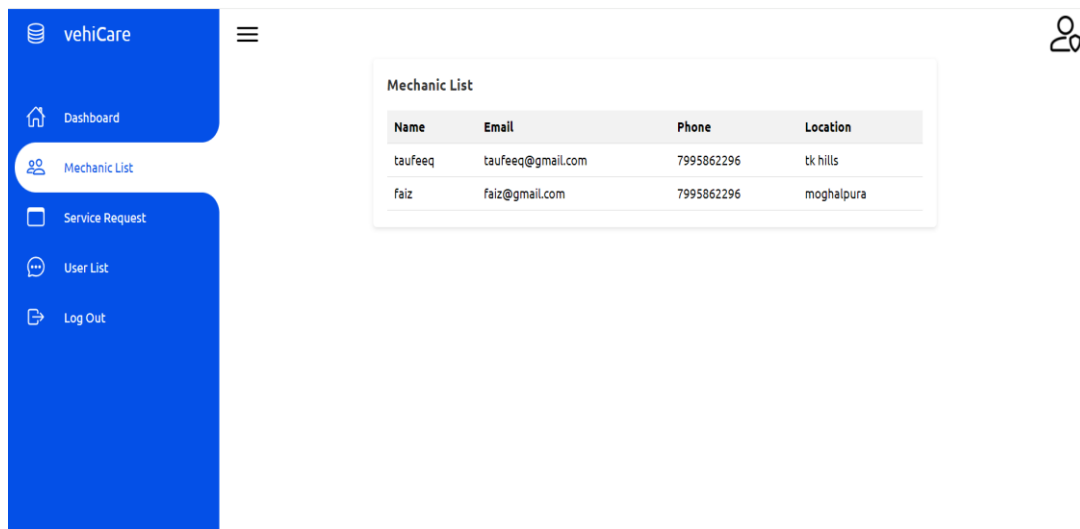 vehiCare
Dashboard
Mechanic List
Service Request
User List
Log Out
Mechanic List
Name Email Phone Location
taufeeq taufeeq@gmail.com 7995862296 tk hills
faiz faiz@gmail.com 7995862296 moghalpura